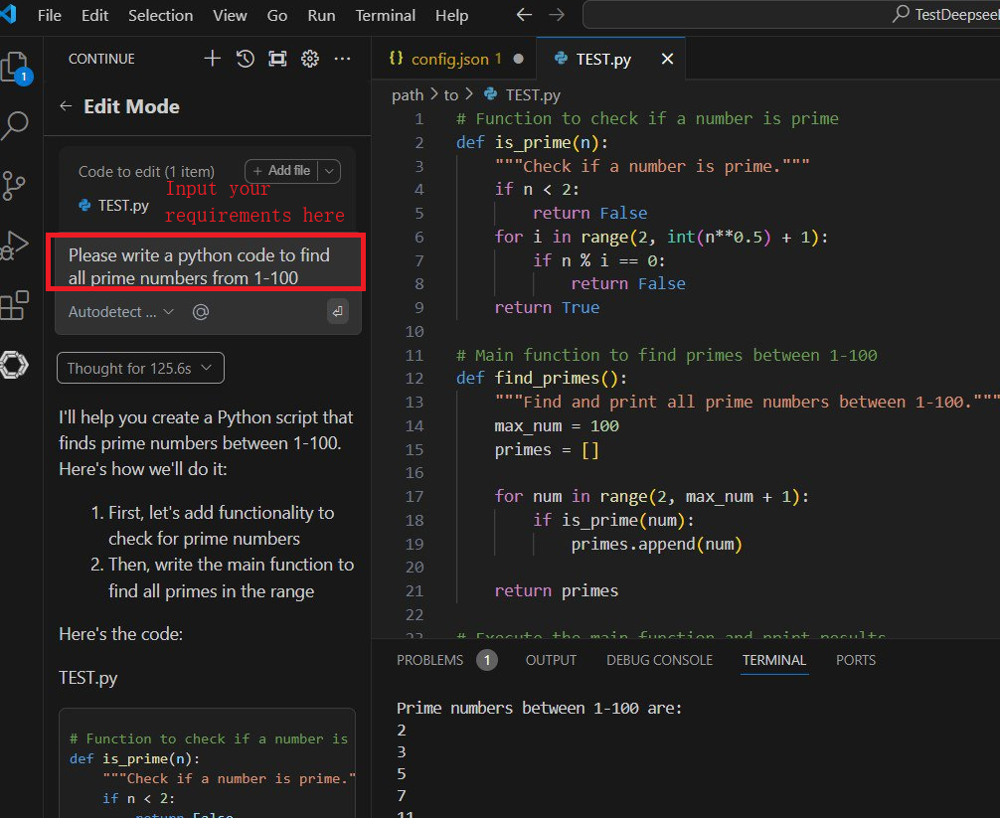 File Edit Selection View Go Run Terminal Help
TestDeepsee
CONTINUE
1
Edit Mode
Code to edit (1 item)
+ Add file
TEST.py
Input your
requirements here
Please write a python code to find
all prime numbers from 1-100
Autodetect ...
@
Thought for 125.6s
I'll help you create a Python script that
finds prime numbers between 1-100.
Here's how we'll do it:
1. First, let's add functionality to
check for prime numbers
2. Then, write the main function to
find all primes in the range
Here's the code:
TEST.py
# Function to check if a number is
def is_prime(n):
"""Check if a number is prime."
if n < 2:
return False
{} config.json 1
TEST.py
path > to > TEST.py
1 # Function to check if a number is prime
2 def is_prime(n):
3 """Check if a number is prime."""
4 if n < 2:
5 return False
6 for i in range(2, int(n**0.5) + 1):
7 if n % i == 0:
8 return False
9 return True
10
11 # Main function to find primes between 1-100
12 def find_primes():
13 """Find and print all prime numbers between 1-100."""
14 max_num = 100
15 primes = []
16
17 for num in range(2, max_num + 1):
18 if is_prime(num):
19 primes.append(num)
20
21 return primes
22
23 # Execute the main function and print results
PROBLEMS 1 OUTPUT DEBUG CONSOLE TERMINAL PORTS
Prime numbers between 1-100 are:
2
3
5
7
11